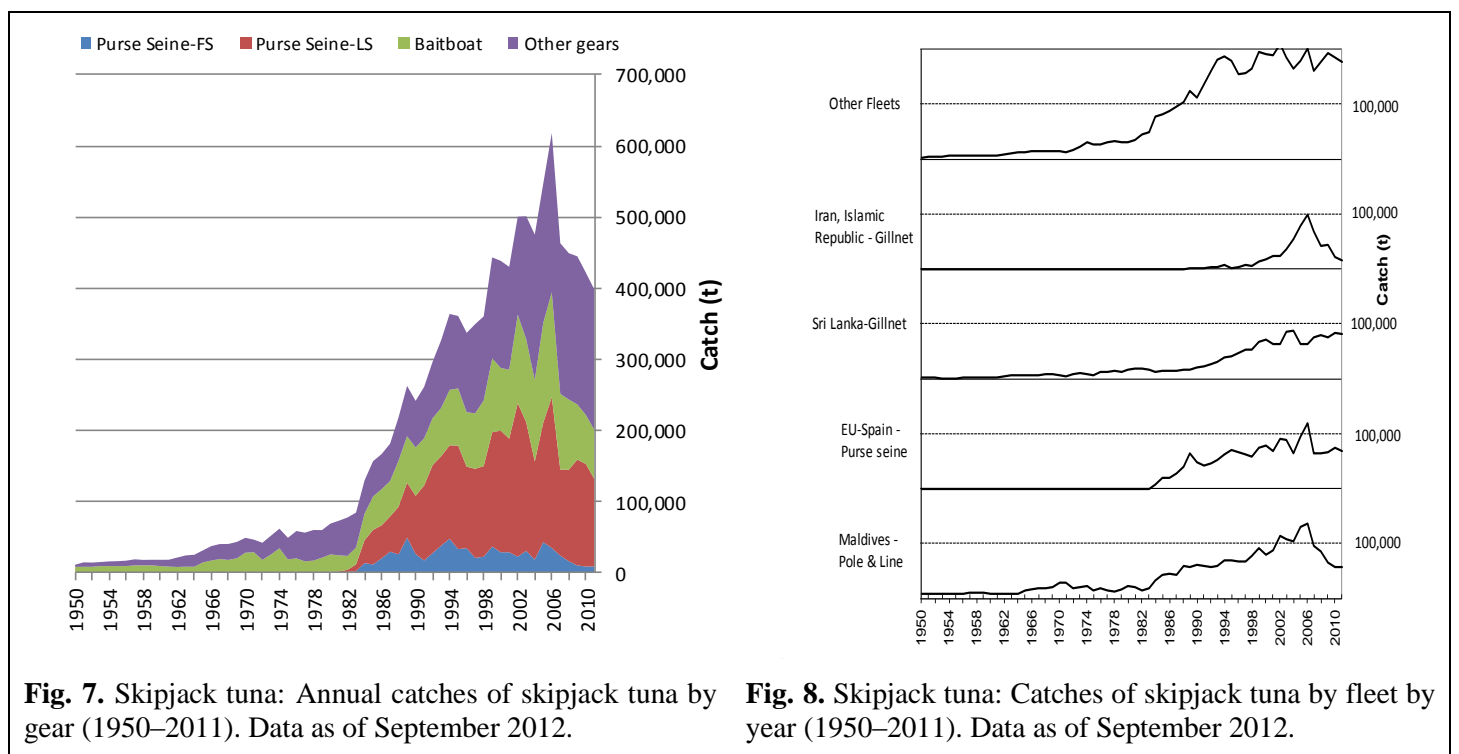 Purse Seine-FS Purse Seine-LS Baitboat Other gears
700,000
600,000
500,000
400,000
300,000
200,000
100,000
0
Catch (t)
1950 1954 1958 1962 1966 1970 1974 1978 1982 1986 1990 1994 1998 2002 2006 2010
Fig. 7. Skipjack tuna: Annual catches of skipjack tuna by
gear (1950–2011). Data as of September 2012.
Other Fleets
100,000
Iran, Islamic
Republic - Gillnet
100,000
Catch (t)
Sri Lanka-Gillnet
100,000
EU-Spain -
Purse seine
100,000
Maldives -
Pole & Line
100,000
1950 1954 1958 1962 1966 1970 1974 1978 1982 1986 1990 1994 1998 2002 2006 2010
Fig. 8. Skipjack tuna: Catches of skipjack tuna by fleet by
year (1950–2011). Data as of September 2012.